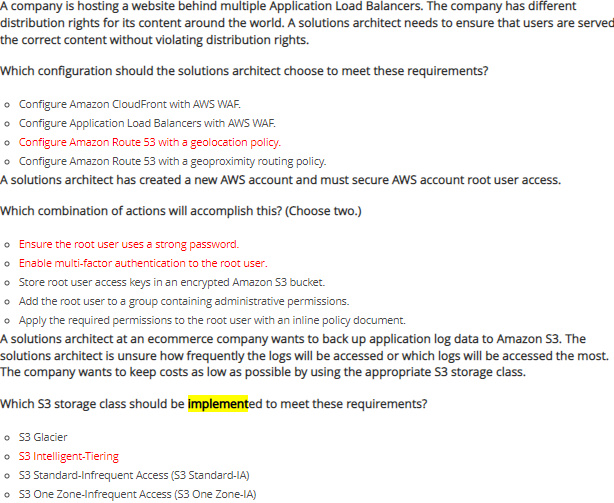 A company is hosting a website behind multiple Application Load Balancers. The company has different
distribution rights for its content around the world. A solutions architect needs to ensure that users are served
the correct content without violating distribution rights.
Which configuration should the solutions architect choose to meet these requirements?
Configure Amazon CloudFront with AWS WAF.
Configure Application Load Balancers with AWS WAF.
Configure Amazon Route 53 with a geolocation policy.
Configure Amazon Route 53 with a geoproximity routing policy.
A solutions architect has created a new AWS account and must secure AWS account root user access.
Which combination of actions will accomplish this? (Choose two.)
Ensure the root user uses a strong password.
Enable multi-factor authentication to the root user.
Store root user access keys in an encrypted Amazon S3 bucket.
Add the root user to a group containing administrative permissions.
Apply the required permissions to the root user with an inline policy document.
A solutions architect at an ecommerce company wants to back up application log data to Amazon S3. The
solutions architect is unsure how frequently the logs will be accessed or which logs will be accessed the most.
The company wants to keep costs as low as possible by using the appropriate S3 storage class.
Which S3 storage class should be implemented to meet these requirements?
S3 Glacier
S3 Intelligent-Tiering
S3 Standard-Infrequent Access (S3 Standard-IA)
S3 One Zone-Infrequent Access (S3 One Zone-IA)